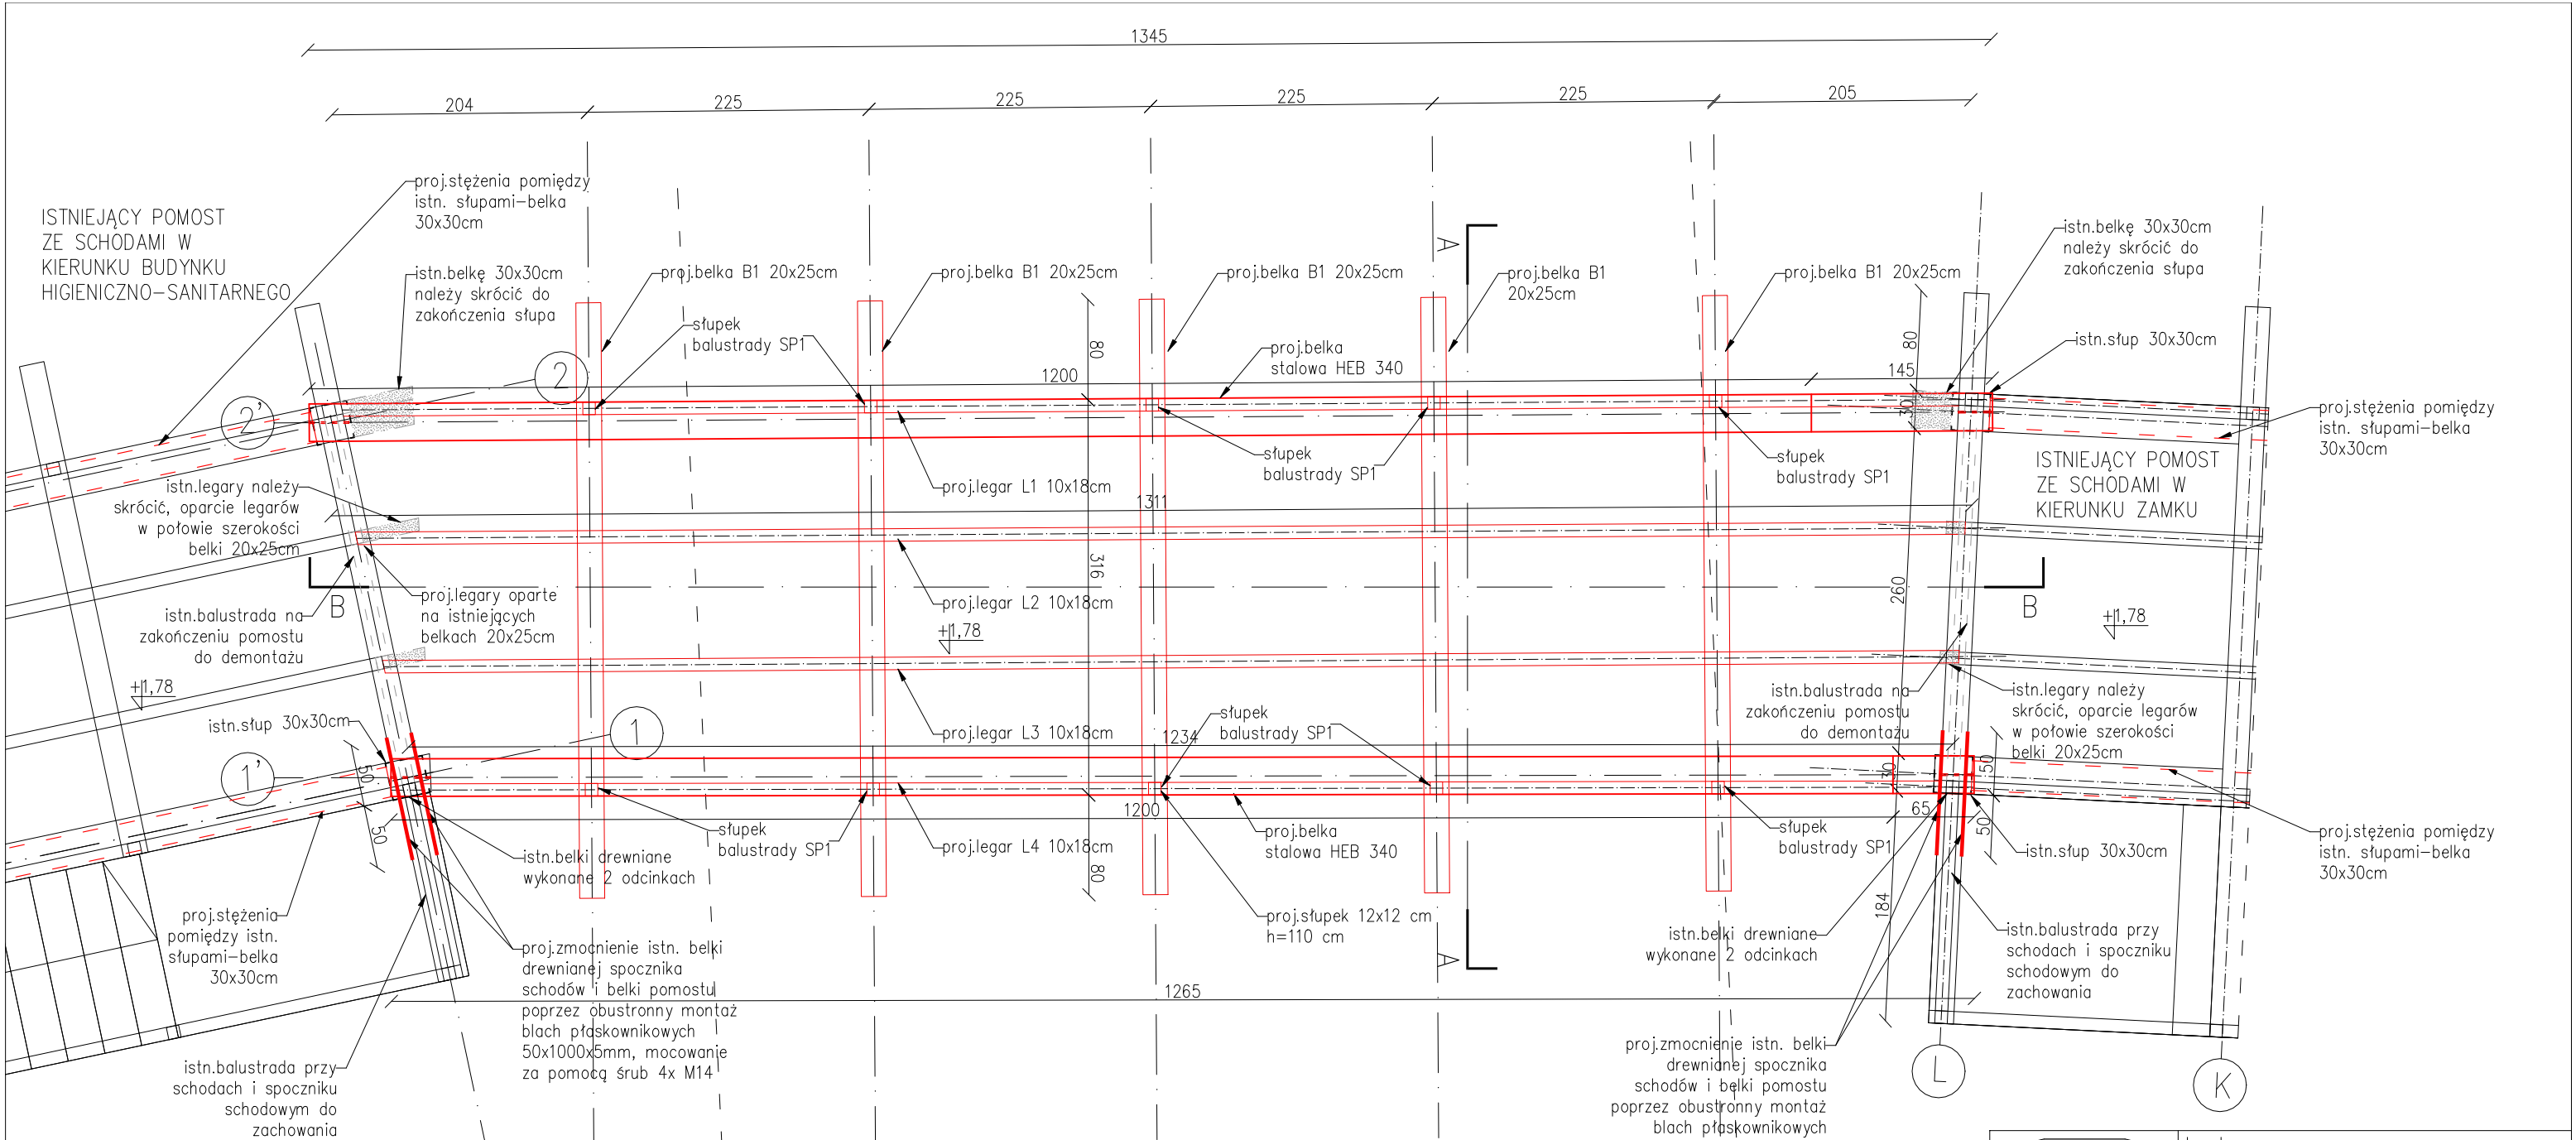 1345
204
225
225
225
225
205
ISTNIEJĄCY POMOST
ZE SCHODAMI W
KIERUNKU BUDYNKU
HIGIENICZNO-SANITARNEGO
proj.stężenia pomiędzy
istn. słupami-belka
30x30cm
istn.belkę 30x30cm
należy skrócić do
zakończenia słupa
proj.belka B1 20x25cm
proj.belka B1 20x25cm
proj.belka B1 20x25cm
proj.belka B1
20x25cm
proj.belka B1 20x25cm
A
istn.belkę 30x30cm
należy skrócić do
zakończenia słupa
słupek
balustrady SP1
80
proj.belka
stalowa HEB 340
80
istn.słup 30x30cm
2
1200
145
2'
30
słupek
balustrady SP1
słupek
balustrady SP1
proj.stężenia pomiędzy
istn. słupami-belka
30x30cm
ISTNIEJĄCY POMOST
ZE SCHODAMI W
KIERUNKU ZAMKU
istn.legary należy
skrócić, oparcie legarów
w połowie szerokości
belki 20x25cm
proj.legar L1 10x18cm
1311
316
B
proj.legary oparte
na istniejących
belkach 20x25cm
proj.legar L2 10x18cm
+1,78
260
B
+1,78
istn.balustrada na
zakończeniu pomostu
do demontażu
+1,78
istn.słup 30x30cm
1
1'
50
50
proj.legar L3 10x18cm
słupek
balustrady SP1
1234
istn.balustrada na
zakończeniu pomostu
do demontażu
istn.legary należy
skrócić, oparcie legarów
w połowie szerokości
belki 20x25cm
30
50
1200
65
50
istn.belki drewniane
wykonane 2 odcinkach
słupek
balustrady SP1
proj.legar L4 10x18cm
80
proj.belka
stalowa HEB 340
słupek
balustrady SP1
istn.słup 30x30cm
proj.stężenia pomiędzy
istn. słupami-belka
30x30cm
proj.stężenia
pomiędzy istn.
słupami-belka
30x30cm
proj.zmocnienie istn. belki
drewnianej spocznika
schodów i belki pomostu
poprzez obustronny montaż
blach płaskownikowych
50x1000x5mm, mocowanie
za pomocą śrub 4x M14
proj.słupek 12x12 cm
h=110 cm
A
184
istn.belki drewniane
wykonane 2 odcinkach
istn.balustrada przy
schodach i spoczniku
schodowym do
zachowania
1265
istn.balustrada przy
schodach i spoczniku
schodowym do
zachowania
proj.zmocnienie istn. belki
drewnianej spocznika
schodów i belki pomostu
poprzez obustronny montaż
blach płaskownikowych
L
K